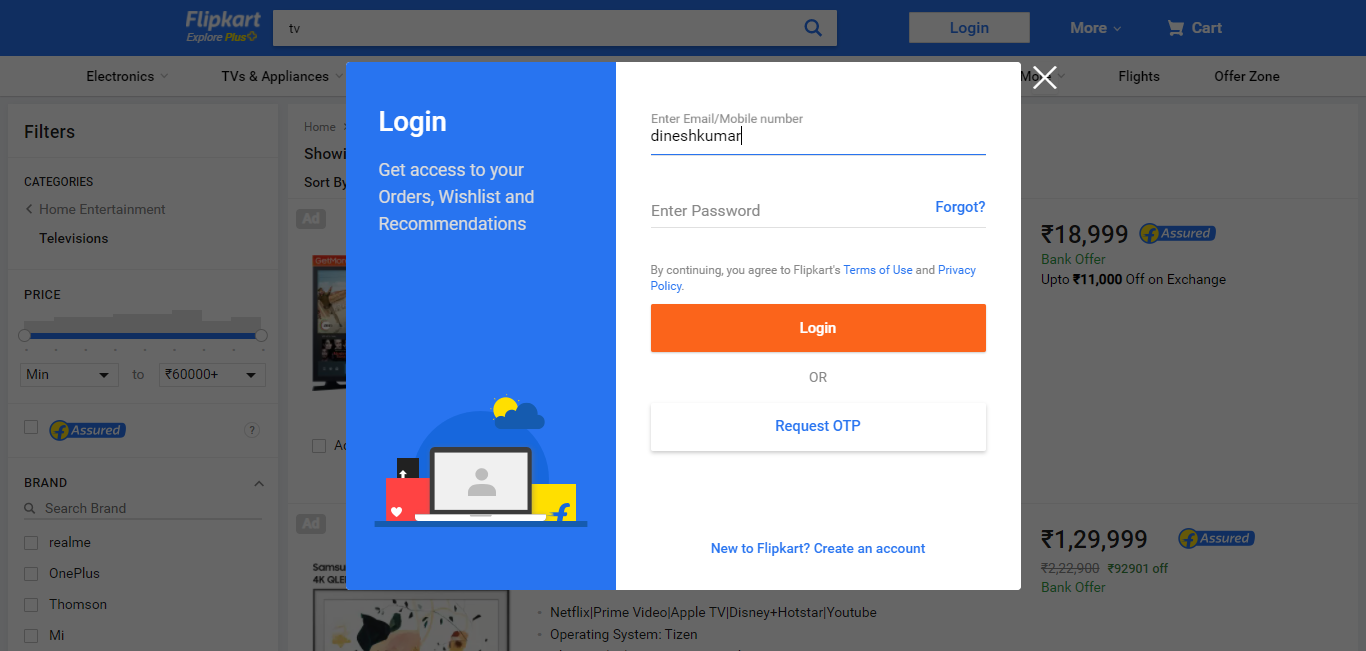 Flipkart
Explore Plus
tv
Login
More
Cart
Electronics
TVs & Appliances
More
Flights
Offer Zone
Filters
CATEGORIES
Home Entertainment
Televisions
PRICE
Min
to
₹60000+
Assured
?
BRAND
Search Brand
realme
OnePlus
Thomson
Mi
Home
Showi
Sort By
Ad
Ad
Samsu
4K QLE
Login
Get access to your
Orders, Wishlist and
Recommendations
Enter Email/Mobile number
dineshkumar
Enter Password
Forgot?
By continuing, you agree to Flipkart's Terms of Use and Privacy
Policy.
Login
OR
Request OTP
New to Flipkart? Create an account
₹18,999
Assured
Bank Offer
Upto ₹11,000 Off on Exchange
₹1,29,999
Assured
₹2,22,900 ₹92901 off
Bank Offer
Netflix|Prime Video|Apple TV|Disney+Hotstar|Youtube
Operating System: Tizen